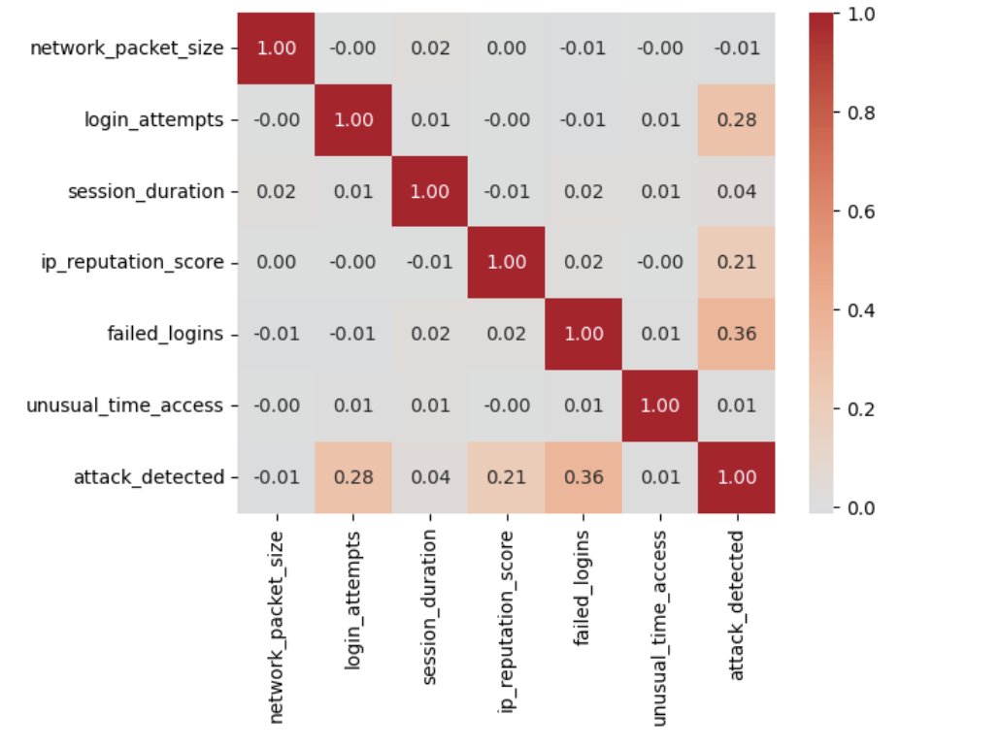 network_packet_size 1.00 -0.00 0.02 0.00 -0.01 -0.00 -0.01
login_attempts -0.00 1.00 0.01 -0.00 -0.01 0.01 0.28
session_duration 0.02 0.01 1.00 -0.01 0.02 0.01 0.04
ip_reputation_score 0.00 -0.00 -0.01 1.00 0.02 -0.00 0.21
failed_logins -0.01 -0.01 0.02 0.02 1.00 0.01 0.36
unusual_time_access -0.00 0.01 0.01 -0.00 0.01 1.00 0.01
attack_detected -0.01 0.28 0.04 0.21 0.36 0.01 1.00
network_packet_size
login_attempts
session_duration
ip_reputation_score
failed_logins
unusual_time_access
attack_detected
1.0
0.8
0.6
0.4
0.2
0.0